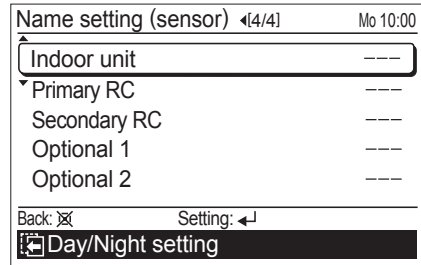 Name setting (sensor) ◂[4/4] Mo 10:00
Indoor unit ---
Primary RC ---
Secondary RC ---
Optional 1 ---
Optional 2 ---
Back: Setting:
Day/Night setting